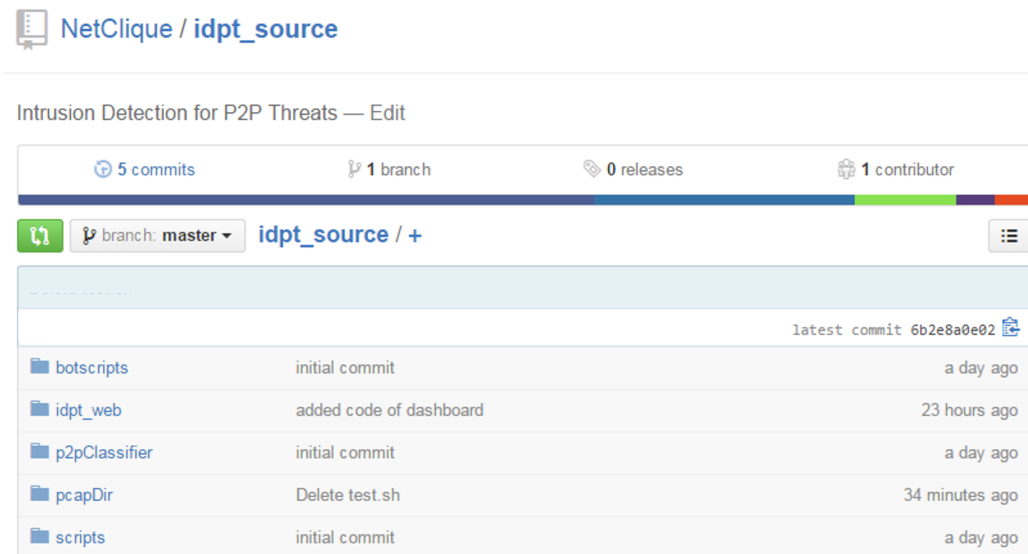 NetClique / idpt_source
Intrusion Detection for P2P Threats — Edit
5 commits 1 branch 0 releases 1 contributor
branch: master idpt_source / +
latest commit 6b2e8a0e02
botscripts initial commit a day ago
idpt_web added code of dashboard 23 hours ago
p2pClassifier initial commit a day ago
pcapDir Delete test.sh 34 minutes ago
scripts initial commit a day ago